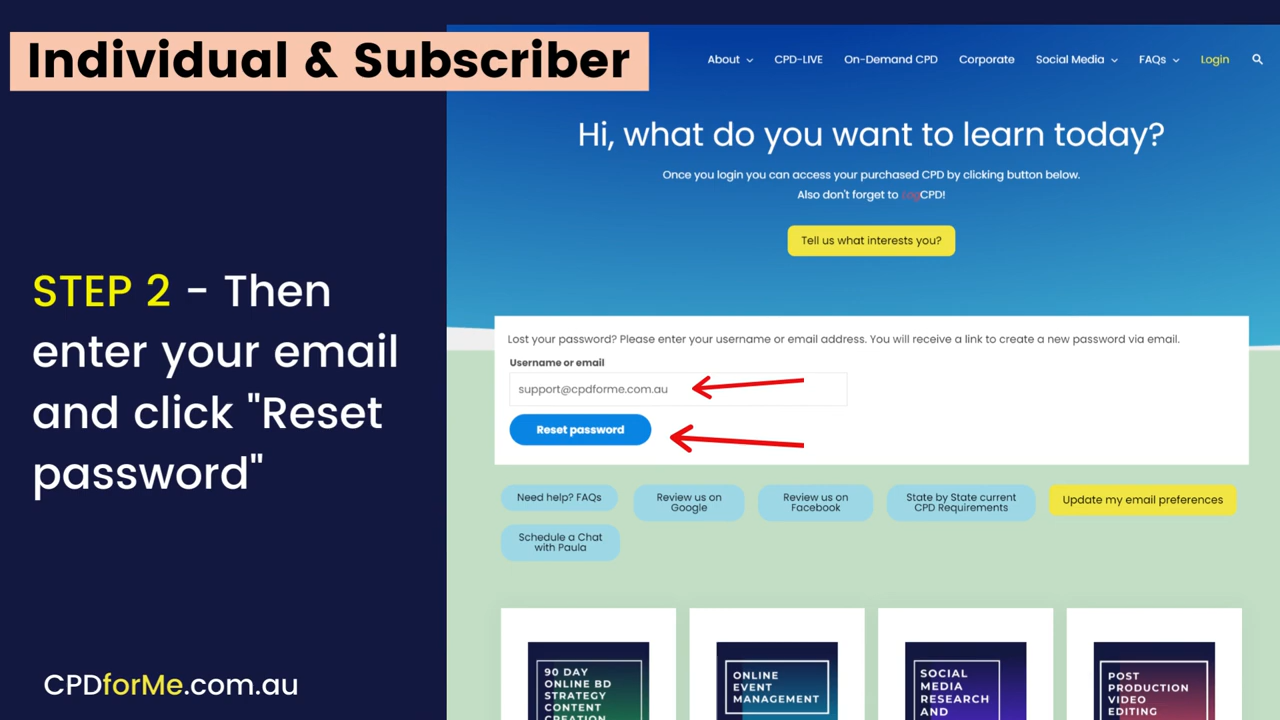 Individual & Subscriber
About
CPD-LIVE
On-Demand CPD
Corporate
Social Media
FAQs
Login
Hi, what do you want to learn today?
Once you login you can access your purchased CPD by clicking button below.
Also don't forget to logCPD!
Tell us what interests you?
STEP 2 - Then
enter your email
and click "Reset
password"
Lost your password? Please enter your username or email address. You will receive a link to create a new password via email.
Username or email
support@cpdforme.com.au
Reset password
Need help? FAQs
Review us on
Google
Review us on
Facebook
State by State current
CPD Requirements
Update my email preferences
Schedule a Chat
with Paula
90 DAY
ONLINE BD
STRATEGY
CONTENT
CREATION
ONLINE
EVENT
MANAGEMENT
SOCIAL
MEDIA
RESEARCH
AND
POST
PRODUCTION
VIDEO
EDITING
CPDforMe.com.au